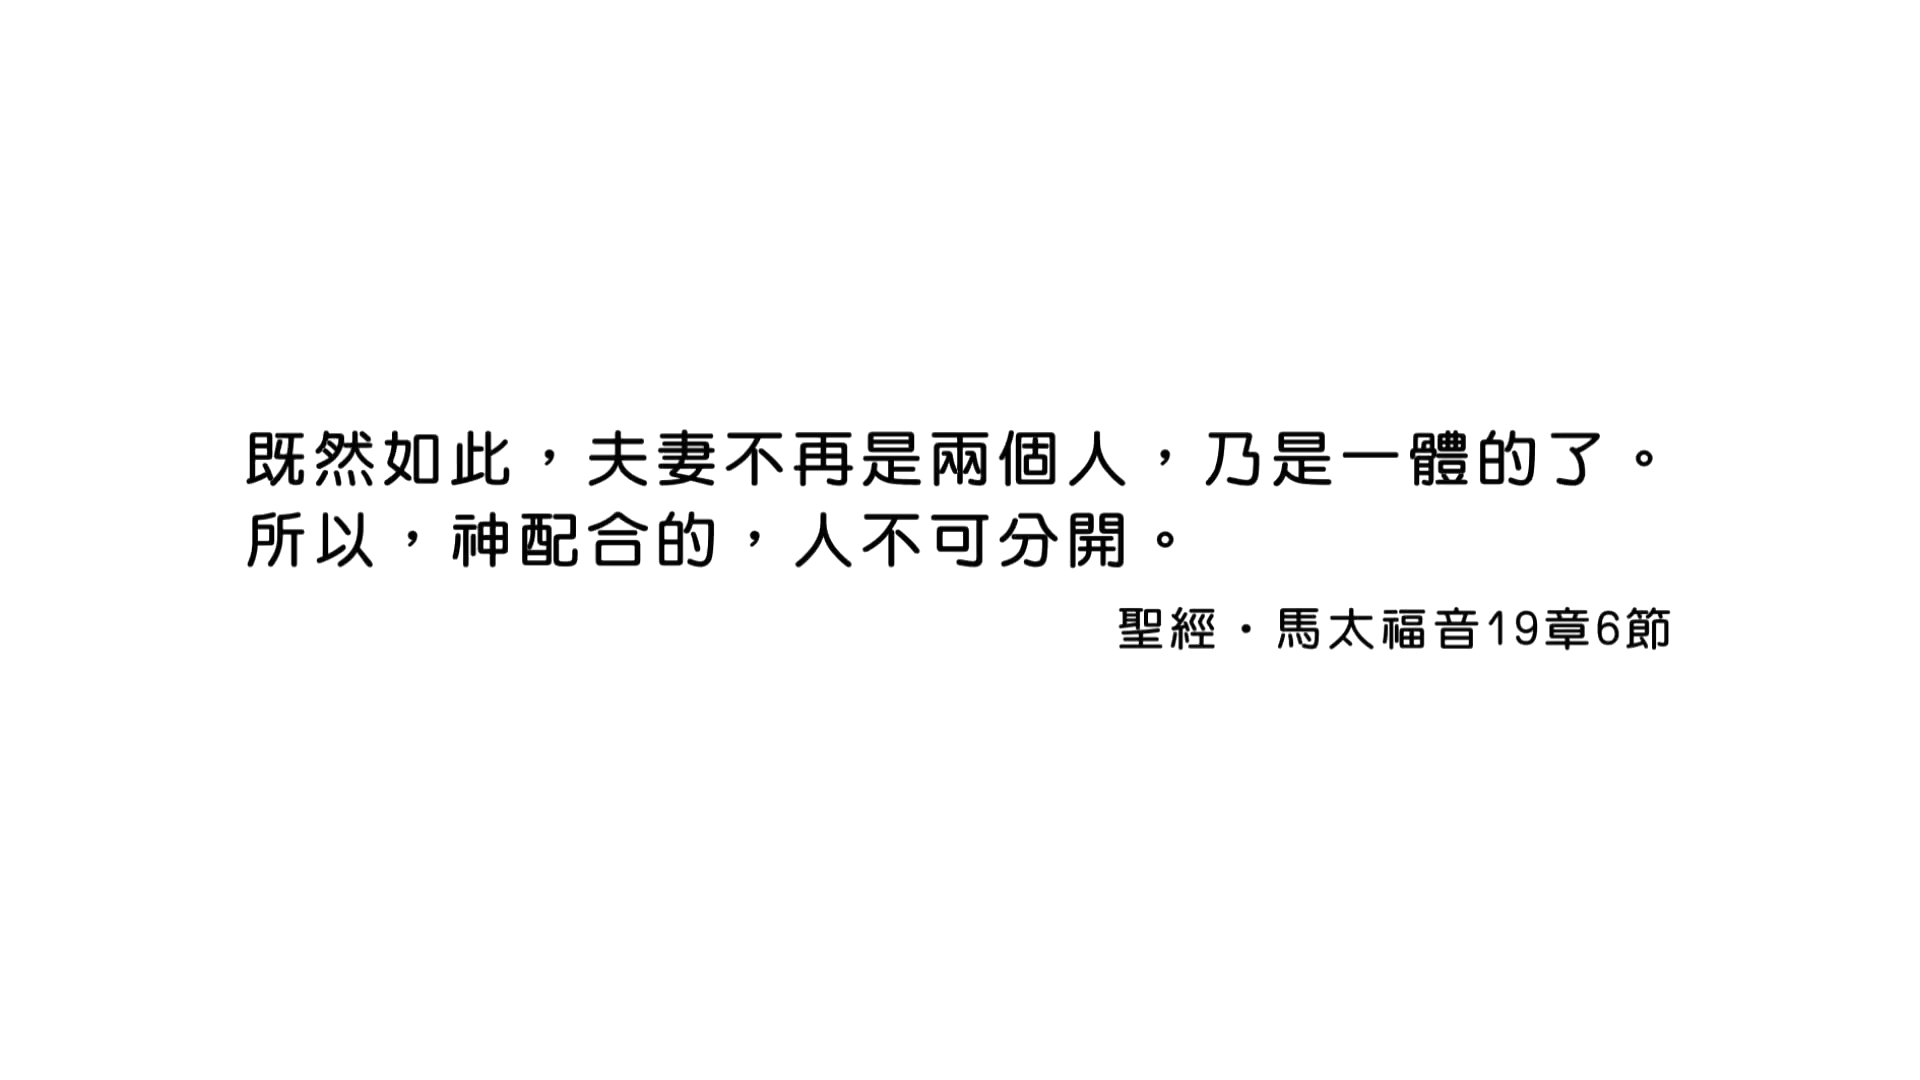 既然如此，夫妻不再是兩個人，乃是一體的了。
所以，神配合的，人不可分開。
聖經・馬太福音19章6節